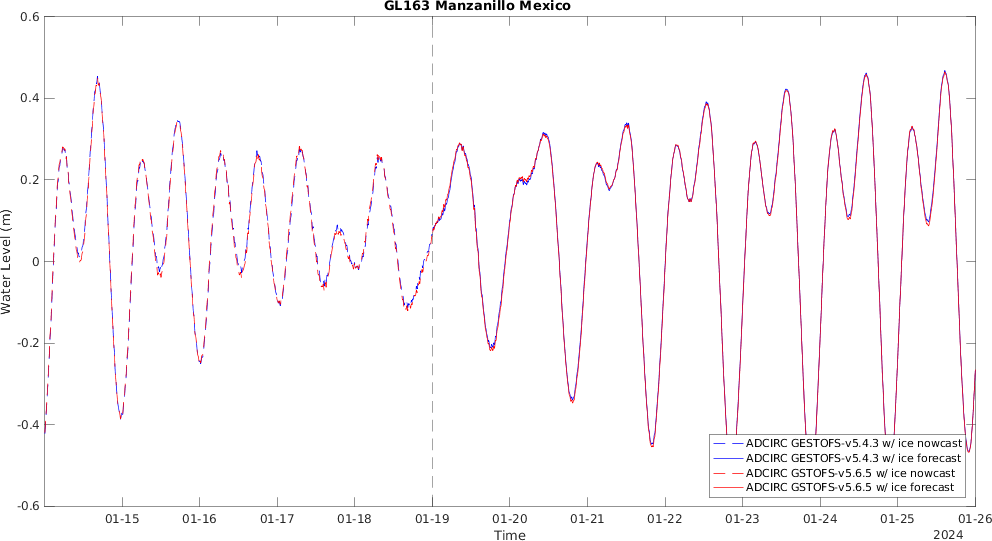 GL163 Manzanillo Mexico
0.6
0.4
0.2
0
-0.2
-0.4
-0.6
Water Level (m)
ADCIRC GESTOFS-v5.4.3 w/ ice nowcast
ADCIRC GESTOFS-v5.4.3 w/ ice forecast
ADCIRC GSTOFS-v5.6.5 w/ ice nowcast
ADCIRC GSTOFS-v5.6.5 w/ ice forecast
01-15 01-16 01-17 01-18 01-19 01-20 01-21 01-22 01-23 01-24 01-25 01-26
Time
2024